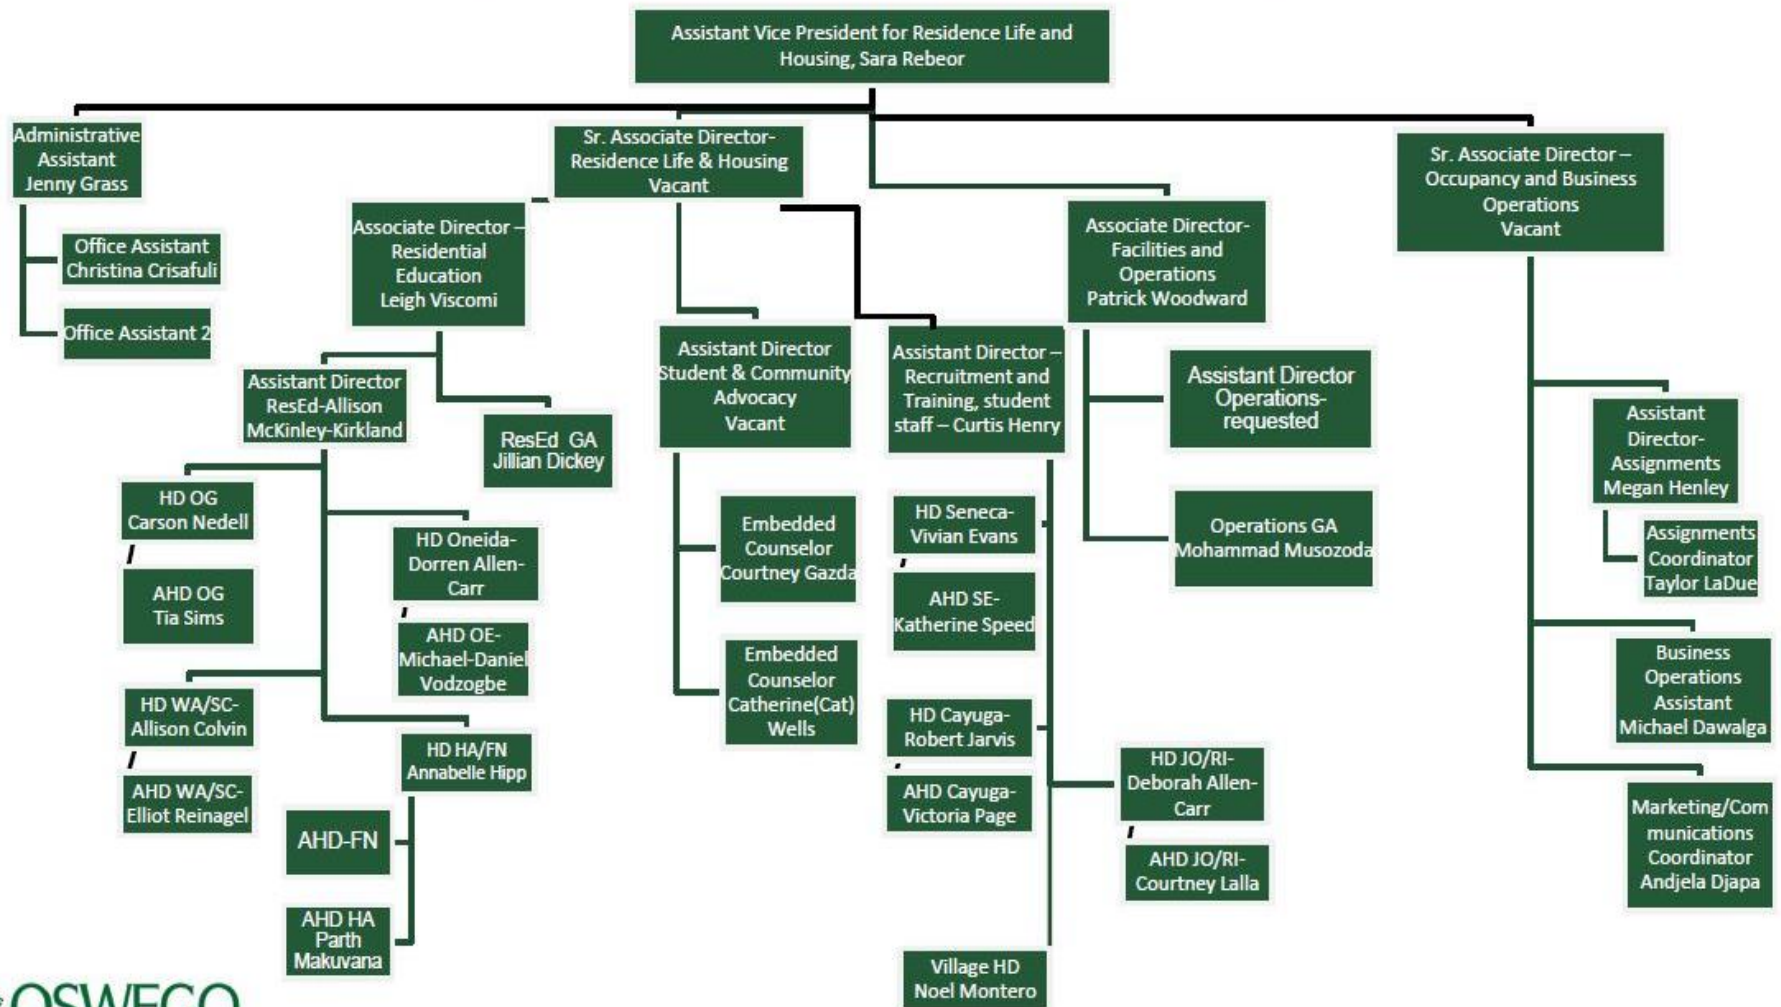 Assistant Vice President for Residence Life and
Housing, Sara Rebeor
Administrative
Assistant
Jenny Grass
Office Assistant
Christina Crisafuli
Office Assistant 2
Sr. Associate Director-
Residence Life & Housing
Vacant
Associate Director –
Residential
Education
Leigh Viscomi
Assistant Director
ResEd-Allison
McKinley-Kirkland
ResEd GA
Jillian Dickey
HD OG
Carson Nedell
AHD OG
Tia Sims
HD Oneida-
Dorren Allen-
Carr
AHD OE-
Michael-Daniel
Vodzogbe
HD WA/SC-
Allison Colvin
AHD WA/SC-
Elliot Reinagel
HD HA/FN
Annabelle Hipp
AHD-FN
AHD HA
Parth
Makuvana
Assistant Director
Student & Community
Advocacy
Vacant
Embedded
Counselor
Courtney Gazda
Embedded
Counselor
Catherine(Cat)
Wells
Assistant Director –
Recruitment and
Training, student
staff – Curtis Henry
HD Seneca-
Vivian Evans
AHD SE-
Katherine Speed
HD Cayuga-
Robert Jarvis
AHD Cayuga-
Victoria Page
HD JO/RI-
Deborah Allen-
Carr
AHD JO/RI-
Courtney Lalla
Village HD
Noel Montero
Associate Director-
Facilities and
Operations
Patrick Woodward
Assistant Director
Operations-
requested
Operations GA
Mohammad Musozoda
Sr. Associate Director –
Occupancy and Business
Operations
Vacant
Assistant
Director-
Assignments
Megan Henley
Assignments
Coordinator
Taylor LaDue
Business
Operations
Assistant
Michael Dawalga
Marketing/Com
munications
Coordinator
Andjela Djapa
OSWEGO